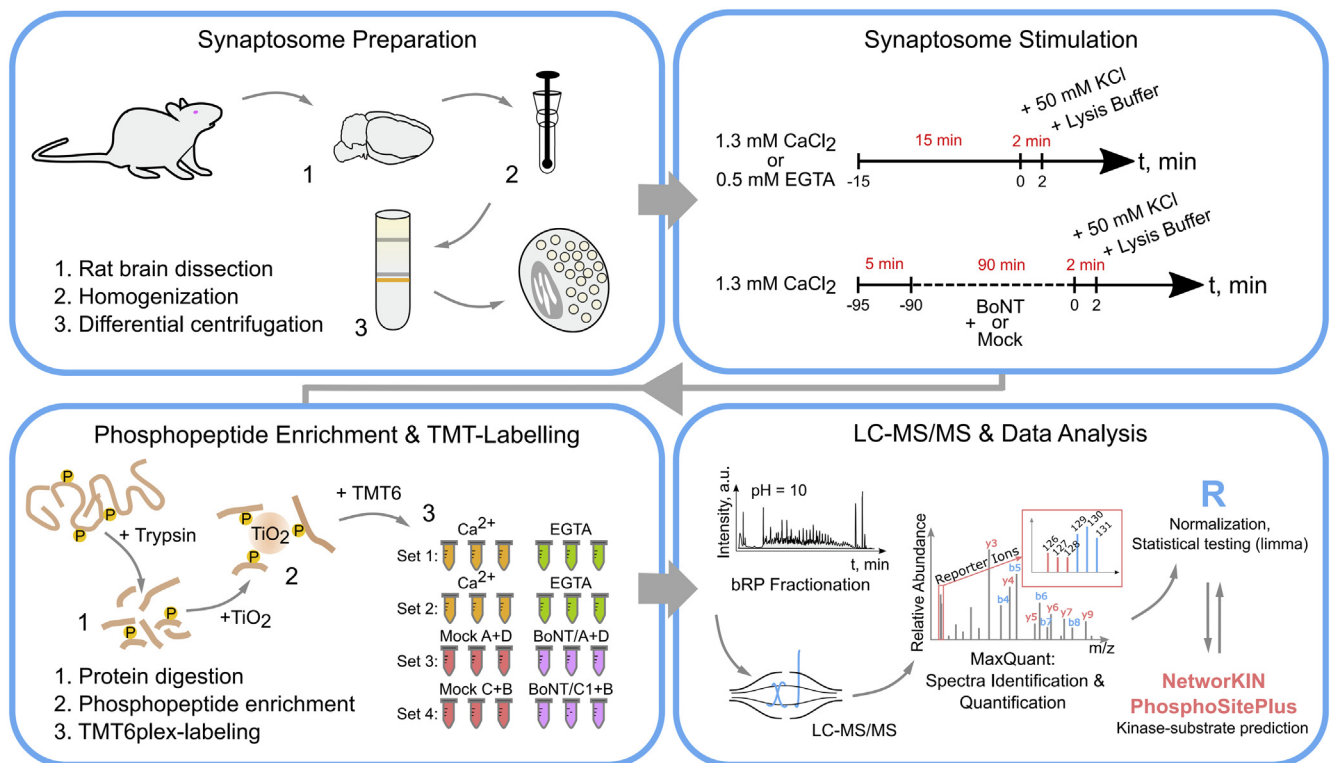 Synaptosome Preparation
1
2
3
1. Rat brain dissection
2. Homogenization
3. Differential centrifugation
Synaptosome Stimulation
+ 50 mM KCl
+ Lysis Buffer
1.3 mM CaCl2
or
0.5 mM EGTA
15 min
2 min
t, min
-15
0
2
+ 50 mM KCl
+ Lysis Buffer
1.3 mM CaCl2
5 min
90 min
2 min
t, min
-95
-90
0
2
+
BoNT
or
Mock
Phosphopeptide Enrichment & TMT-Labelling
P
P
P
P
+ Trypsin
1
P
P
P
+TiO2
P
P
P
TiO2
2
+ TMT6
3
Ca2+
EGTA
Set 1:
Ca2+
EGTA
Set 2:
Mock A+D
BoNT/A+D
Set 3:
Mock C+B
BoNT/C1+B
Set 4:
1. Protein digestion
2. Phosphopeptide enrichment
3. TMT6plex-labeling
LC-MS/MS & Data Analysis
Intensity, a.u.
pH = 10
t, min
bRP Fractionation
LC-MS/MS
Relative Abundance
Reporter Ions
126
127
128
129
130
131
y3
b5
y4
b4
b6
y5
b7
y6
y7
b8
y9
m/z
MaxQuant:
Spectra Identification &
Quantification
R
Normalization,
Statistical testing (limma)
NetworKIN
PhosphoSitePlus
Kinase-substrate prediction